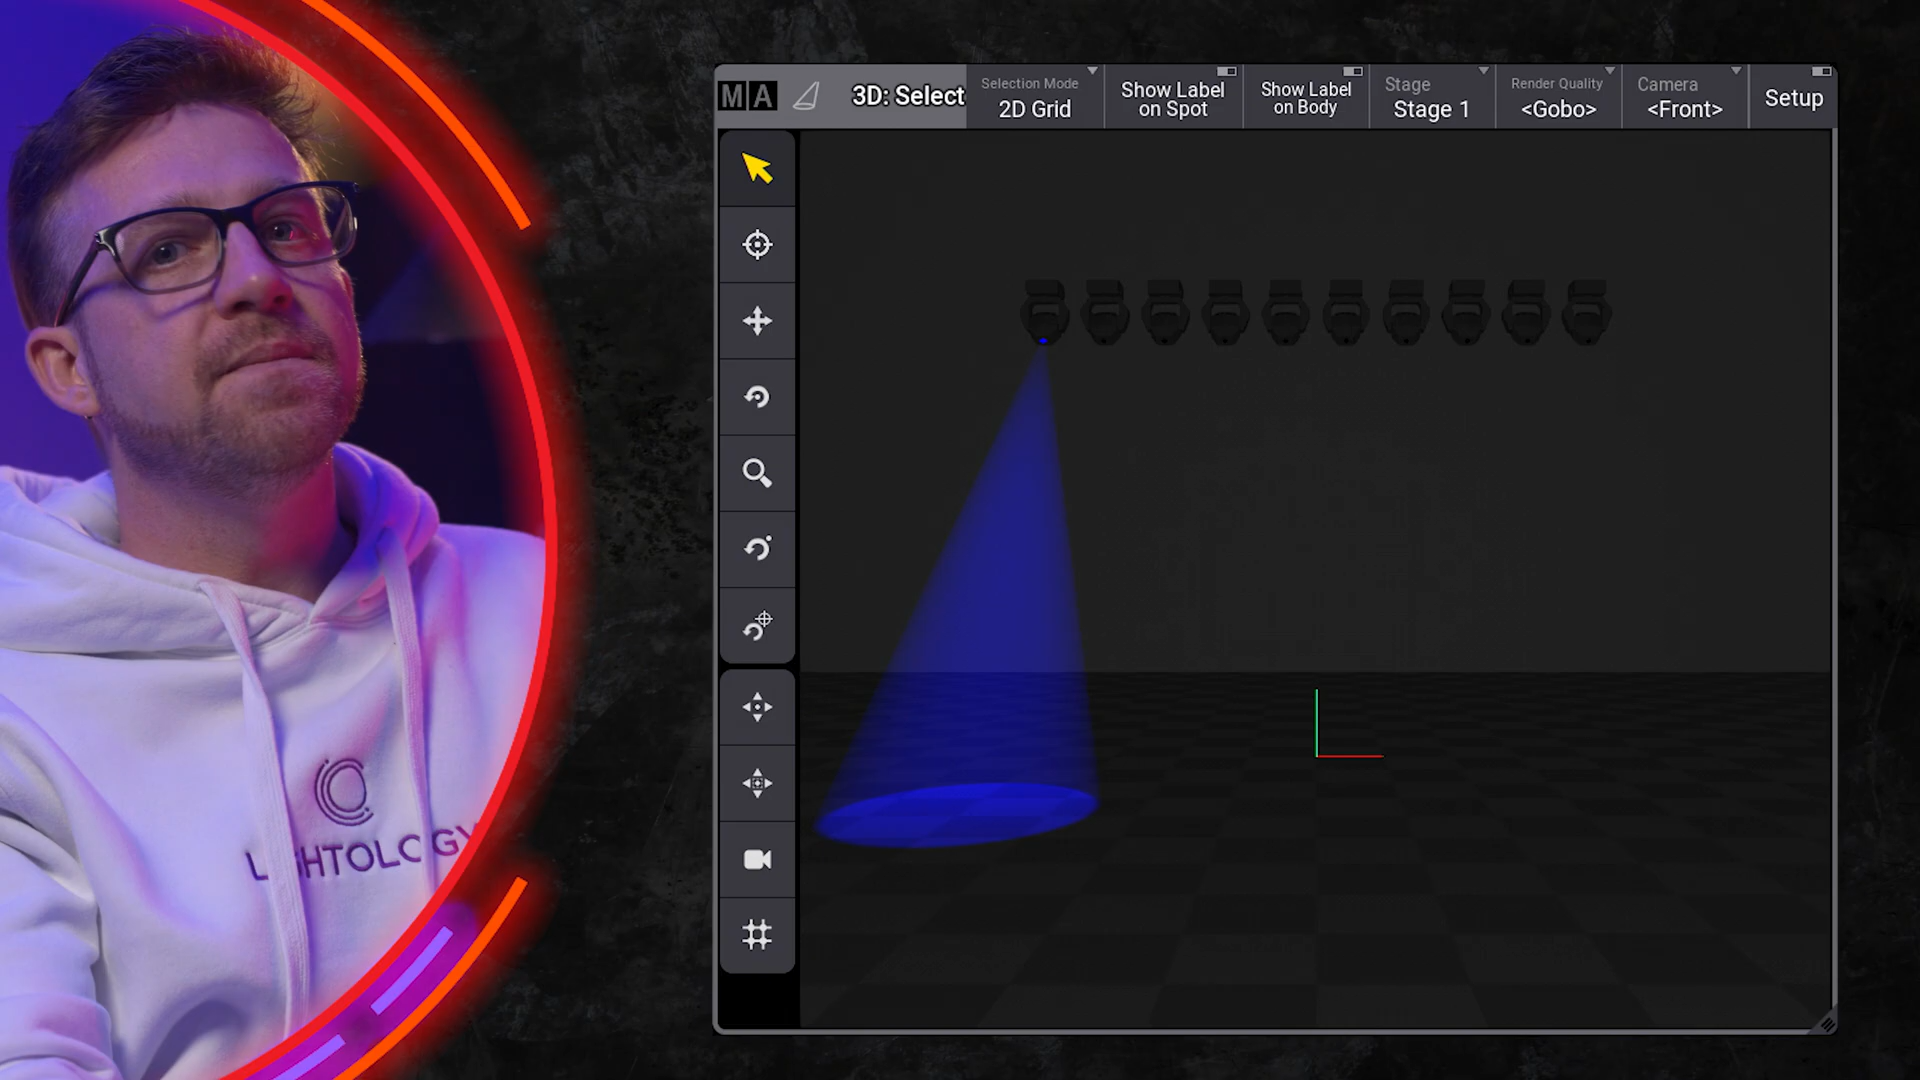 MA 3D: Select
Selection Mode
2D Grid
Show Label
on Spot
Show Label
on Body
Stage
Stage 1
Render Quality
<Gobo>
Camera
<Front>
Setup
LIGHTOLOGY